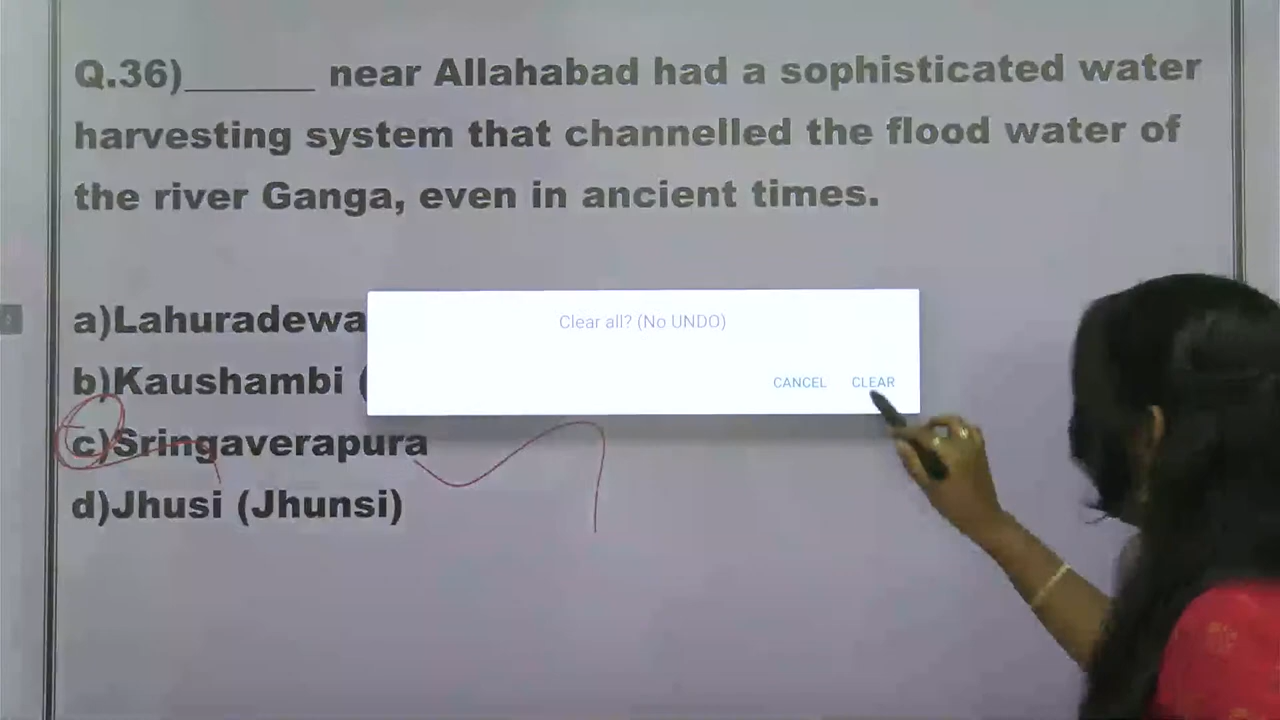 Q.36)______ near Allahabad had a sophisticated water
harvesting system that channelled the flood water of
the river Ganga, even in ancient times.
a)Lahuradewa
Clear all? (No UNDO)
b)Kaushambi (
CANCEL CLEAR
c)Sringaverapura
d)Jhusi (Jhunsi)